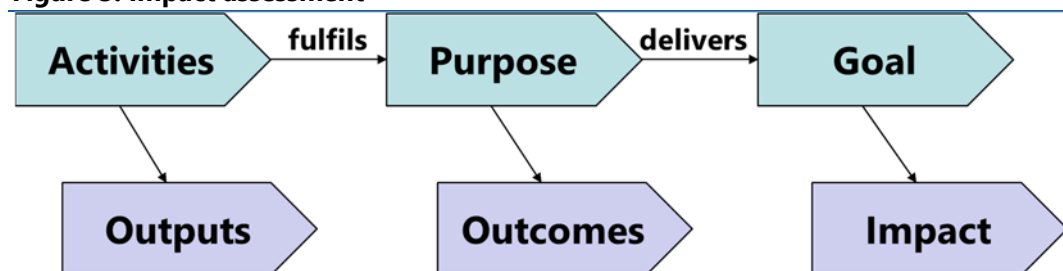 Figure 3: Impact assessment
fulfils
delivers
Activities
Purpose
Goal
Outputs
Outcomes
Impact